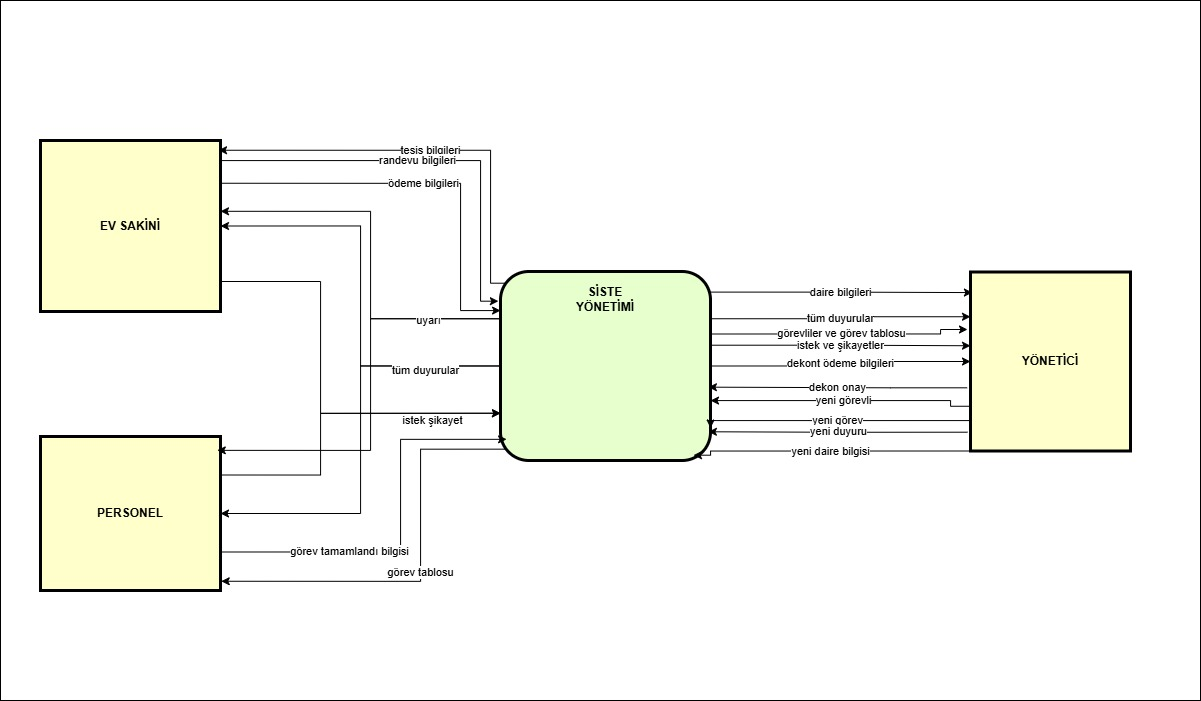 tesis bilgileri
randevu bilgileri
ödeme bilgileri
EV SAKİNİ
uyarı
tüm duyurular
istek şikayet
PERSONEL
görev tamamlandı bilgisi
görev tablosu
SİSTE
YÖNETİMİ
daire bilgileri
tüm duyurular
görevliler ve görev tablosu
istek ve şikayetler
dekont ödeme bilgileri
dekon onay
yeni görevli
yeni görev
yeni duyuru
yeni daire bilgisi
YÖNETİCİ